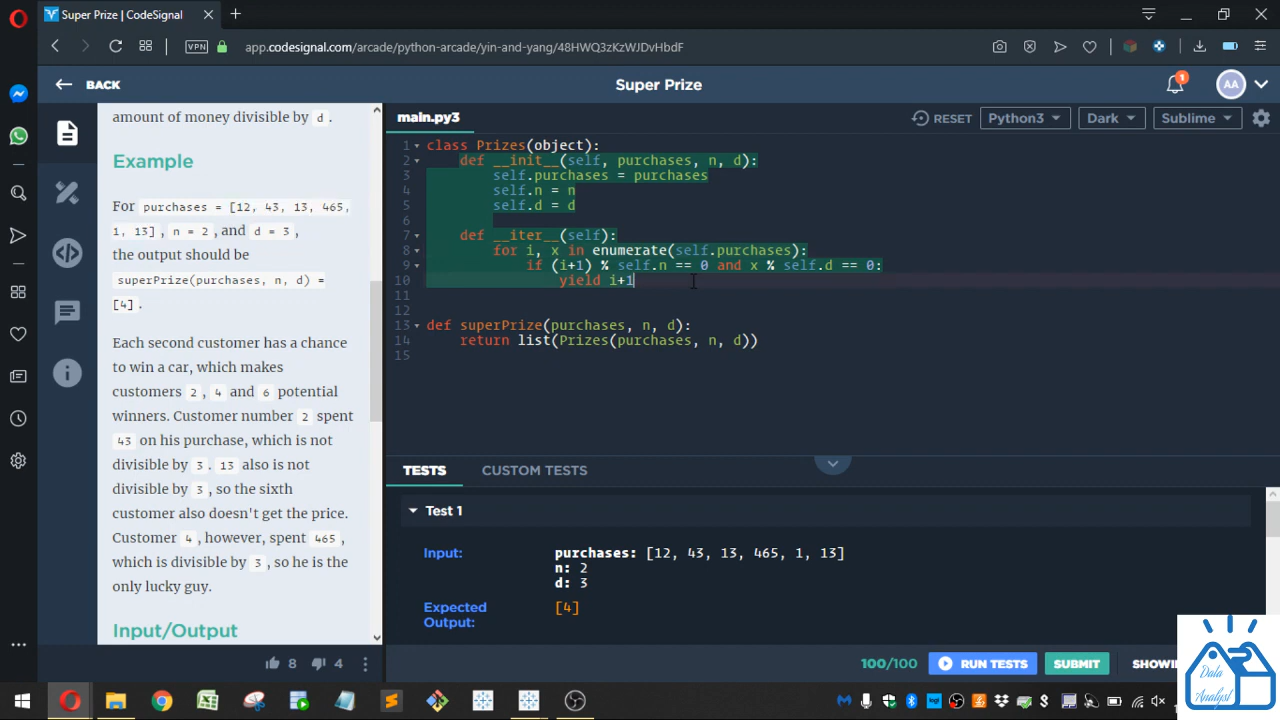 Super Prize | CodeSignal
VPN
app.codesignal.com/arcade/python-arcade/yin-and-yang/48HWQ3zKzWJDvHbdF
BACK
Super Prize
1
AA
amount of money divisible by d .
Example
For purchases = [12, 43, 13, 465,
1, 13] , n = 2 , and d = 3 ,
the output should be
superPrize(purchases, n, d) =
[4] .
Each second customer has a chance
to win a car, which makes
customers 2 , 4 and 6 potential
winners. Customer number 2 spent
43 on his purchase, which is not
divisible by 3 . 13 also is not
divisible by 3 , so the sixth
customer also doesn't get the price.
Customer 4 , however, spent 465 ,
which is divisible by 3 , so he is the
only lucky guy.
Input/Output
8 4
main.py3
RESET Python3 Dark Sublime
1 class Prizes(object):
2 def __init__(self, purchases, n, d):
3 self.purchases = purchases
4 self.n = n
5 self.d = d
6
7 def __iter__(self):
8 for i, x in enumerate(self.purchases):
9 if (i+1) % self.n == 0 and x % self.d == 0:
10 yield i+1
11
12
13 def superPrize(purchases, n, d):
14 return list(Prizes(purchases, n, d))
15
TESTS CUSTOM TESTS
Test 1
Input: purchases: [12, 43, 13, 465, 1, 13]
n: 2
d: 3
Expected [4]
Output:
100/100 RUN TESTS SUBMIT SHOWI
Data
Analyst